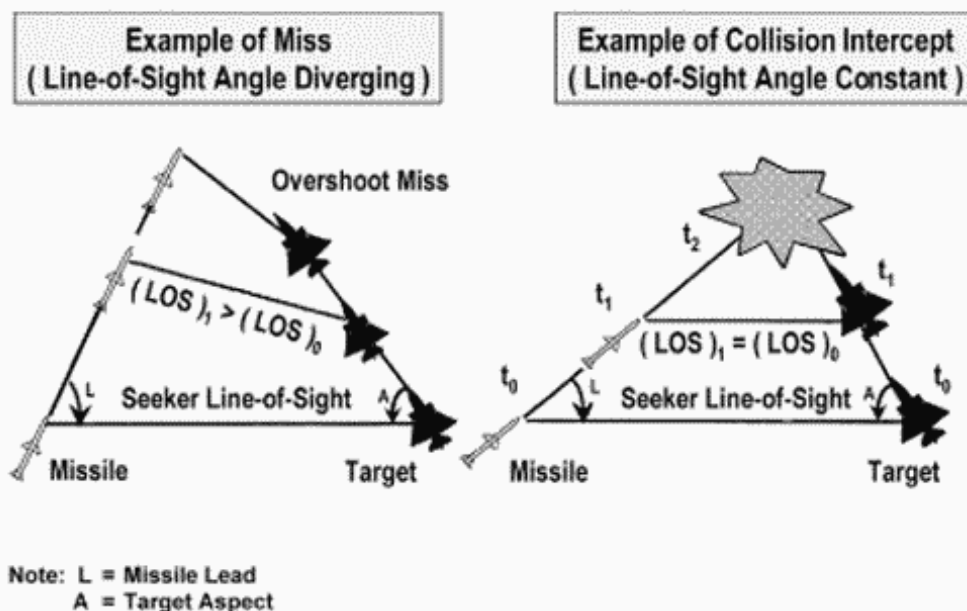 Example of Miss
( Line-of-Sight Angle Diverging )
Overshoot Miss
( LOS )₁ > ( LOS )₀
L
Seeker Line-of-Sight
A
Missile
Target
Example of Collision Intercept
( Line-of-Sight Angle Constant )
t₂
t₁
t₁
( LOS )₁ = ( LOS )₀
t₀
t₀
L
Seeker Line-of-Sight
A
Missile
Target
Note: L = Missile Lead
A = Target Aspect